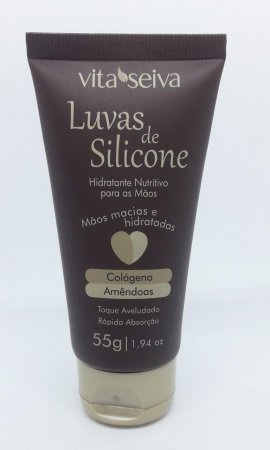 vita seiva
Luvas
de
Silicone
Hidratante Nutritivo
para as Mãos
Mãos macias e
hidratadas
Colágeno
Amêndoas
Toque Aveludado
Rápida Absorção
55g | 1,94 oz